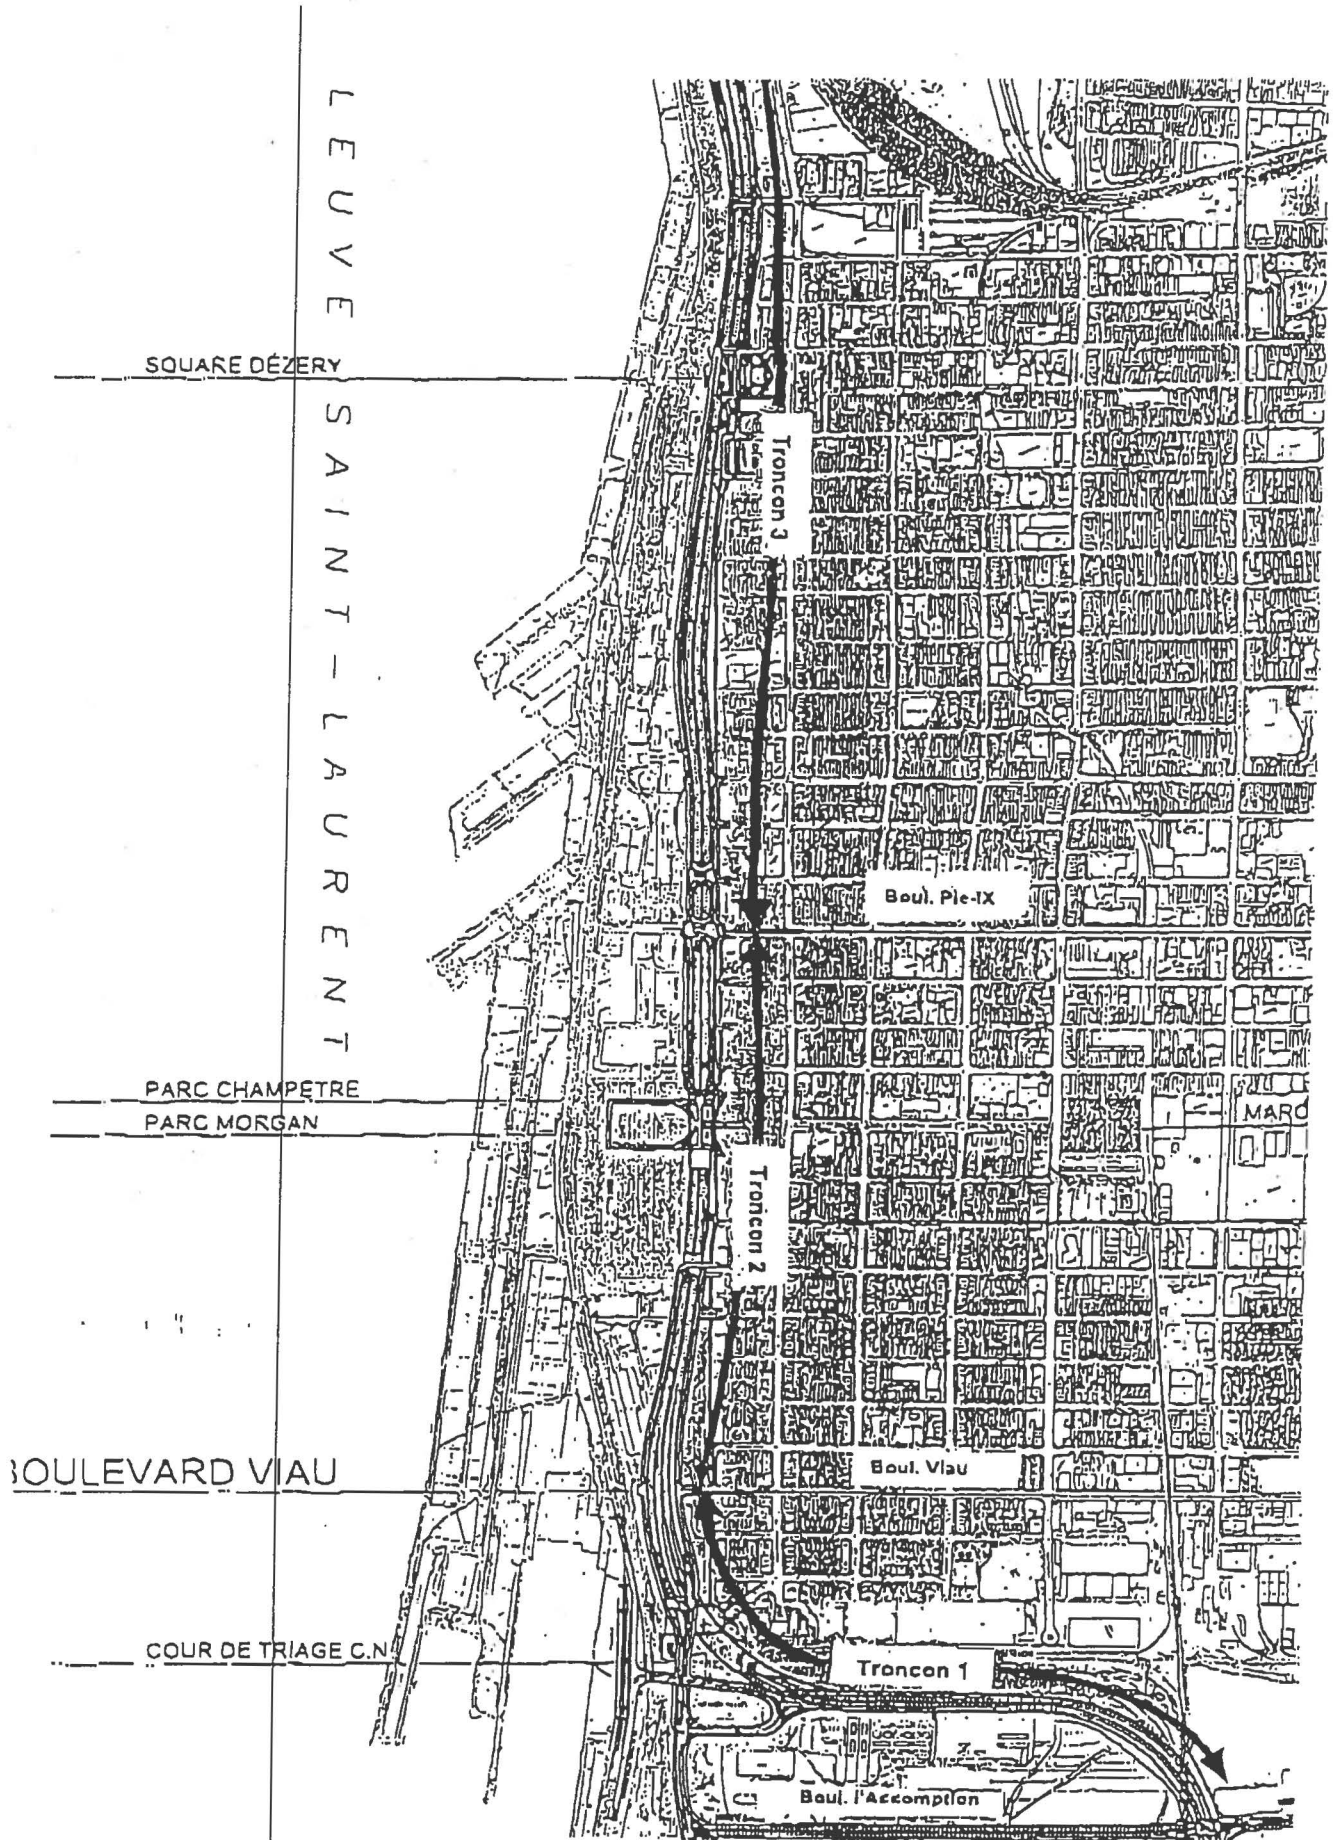 LEUVE SAINT-LAURENT
SQUARE DÉZERY
Troncon 3
Boul. Pie-IX
PARC CHAMPETRE
PARC MORGAN
MARC
Troncon 2
BOULEVARD VIAU
Boul. Viau
COUR DE TRIAGE C.N
Troncon 1
Boul. l'Accomption